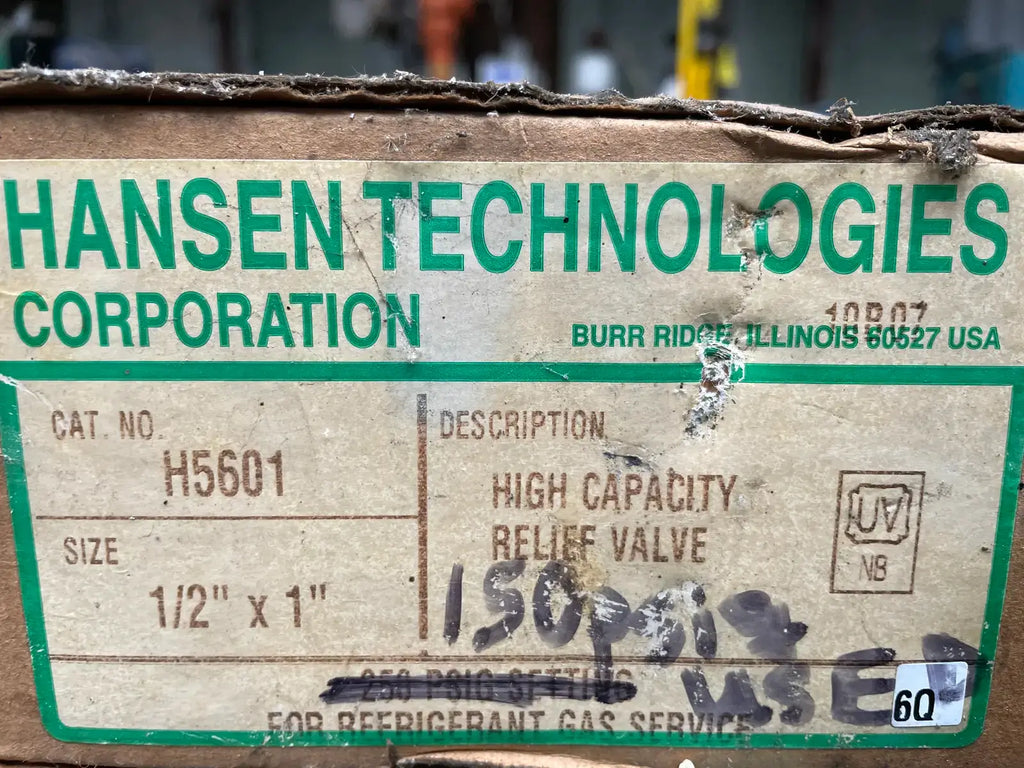 HANSEN TECHNOLOGIES
CORPORATION
10B07
BURR RIDGE, ILLINOIS 60527 USA
CAT. NO.
H5601
DESCRIPTION
HIGH CAPACITY
RELIEF VALVE
SIZE
1/2" x 1"
UV
NB
150psig
250 PSIG SETTING
USED
6Q
FOR REFRIGERANT GAS SERVICE